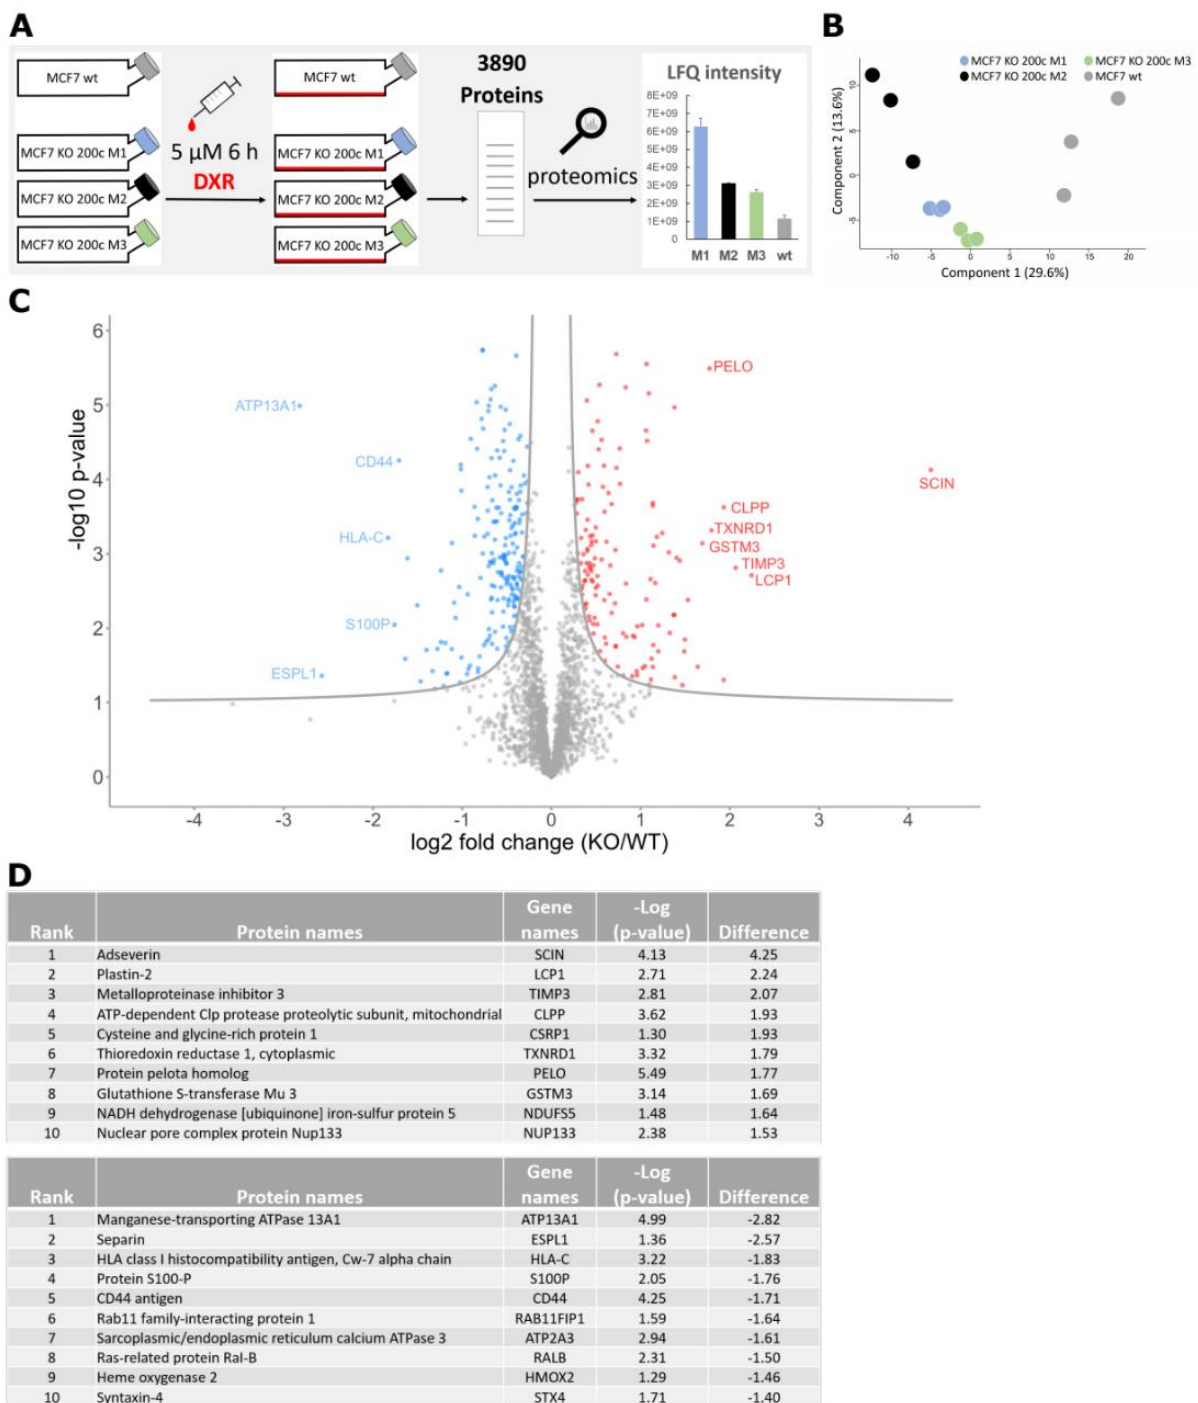 A
MCF7 wt
MCF7 KO 200c M1
MCF7 KO 200c M2
MCF7 KO 200c M3
5 µM 6 h
DXR
MCF7 wt
MCF7 KO 200c M1
MCF7 KO 200c M2
MCF7 KO 200c M3
3890
Proteins
proteomics
LFQ intensity
8E+09
7E+09
6E+09
5E+09
4E+09
3E+09
2E+09
1E+09
0
M1 M2 M3 wt
B
MCF7 KO 200c M1 MCF7 KO 200c M3
MCF7 KO 200c M2 MCF7 wt
Component 2 (13.6%)
10
5
0
-5
-10 -5 0 5 10 15 20
Component 1 (29.6%)
C
-log10 p-value
6
5
4
3
2
1
0
PELO
ATP13A1
CD44
SCIN
CLPP
TXNRD1
HLA-C
GSTM3
TIMP3
LCP1
S100P
ESPL1
-4 -3 -2 -1 0 1 2 3 4
log2 fold change (KO/WT)
D
Rank Protein names Gene names -Log (p-value) Difference
1 Adseverin SCIN 4.13 4.25
2 Plastin-2 LCP1 2.71 2.24
3 Metalloproteinase inhibitor 3 TIMP3 2.81 2.07
4 ATP-dependent Clp protease proteolytic subunit, mitochondrial CLPP 3.62 1.93
5 Cysteine and glycine-rich protein 1 CSRP1 1.30 1.93
6 Thioredoxin reductase 1, cytoplasmic TXNRD1 3.32 1.79
7 Protein pelota homolog PELO 5.49 1.77
8 Glutathione S-transferase Mu 3 GSTM3 3.14 1.69
9 NADH dehydrogenase [ubiquinone] iron-sulfur protein 5 NDUFS5 1.48 1.64
10 Nuclear pore complex protein Nup133 NUP133 2.38 1.53
Rank Protein names Gene names -Log (p-value) Difference
1 Manganese-transporting ATPase 13A1 ATP13A1 4.99 -2.82
2 Separin ESPL1 1.36 -2.57
3 HLA class I histocompatibility antigen, Cw-7 alpha chain HLA-C 3.22 -1.83
4 Protein S100-P S100P 2.05 -1.76
5 CD44 antigen CD44 4.25 -1.71
6 Rab11 family-interacting protein 1 RAB11FIP1 1.59 -1.64
7 Sarcoplasmic/endoplasmic reticulum calcium ATPase 3 ATP2A3 2.94 -1.61
8 Ras-related protein Ral-B RALB 2.31 -1.50
9 Heme oxygenase 2 HMOX2 1.29 -1.46
10 Syntaxin-4 STX4 1.71 -1.40